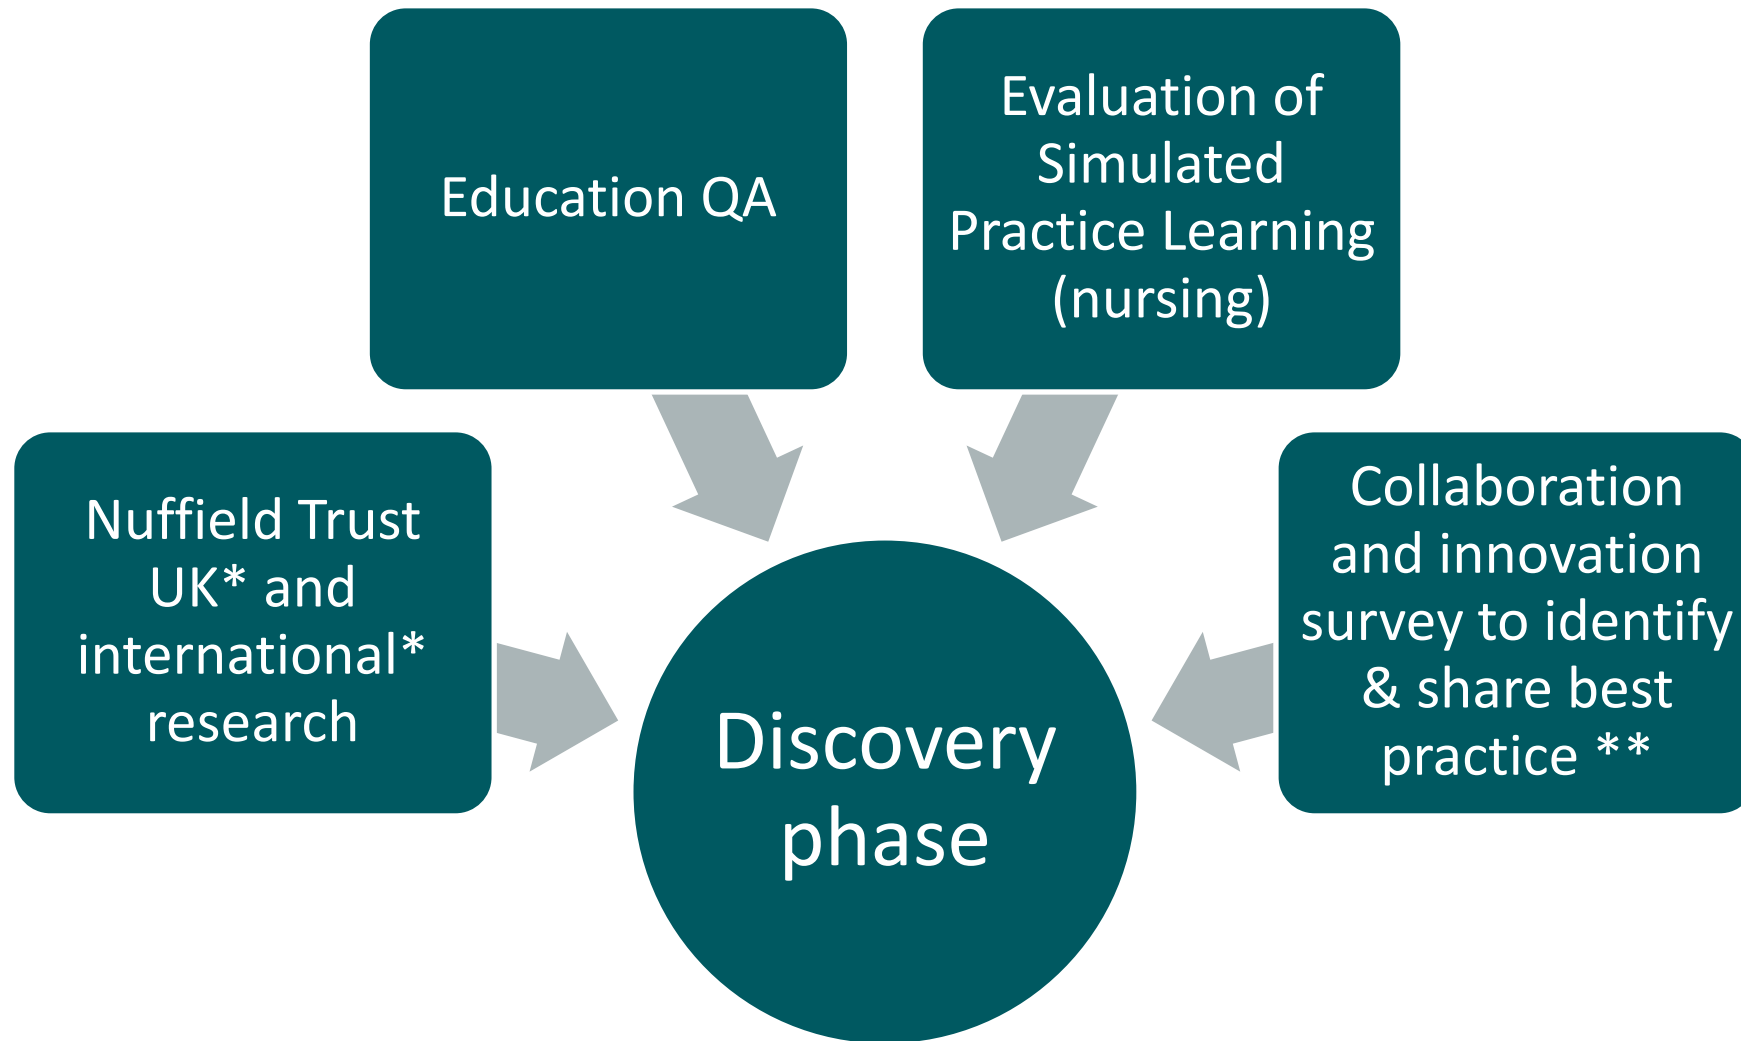 Education QA
Evaluation of
Simulated
Practice Learning
(nursing)
Nuffield Trust
UK* and
international*
research
Collaboration
and innovation
survey to identify
& share best
practice **
Discovery
phase